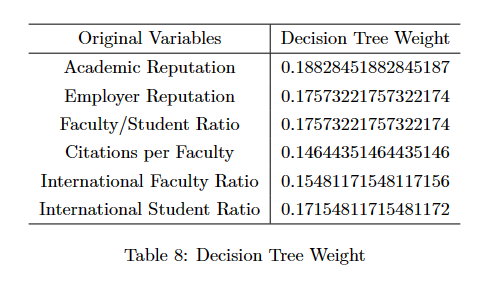 Original Variables Decision Tree Weight
Academic Reputation 0.18828451882845187
Employer Reputation 0.17573221757322174
Faculty/Student Ratio 0.17573221757322174
Citations per Faculty 0.14644351464435146
International Faculty Ratio 0.15481171548117156
International Student Ratio 0.17154811715481172
Table 8: Decision Tree Weight